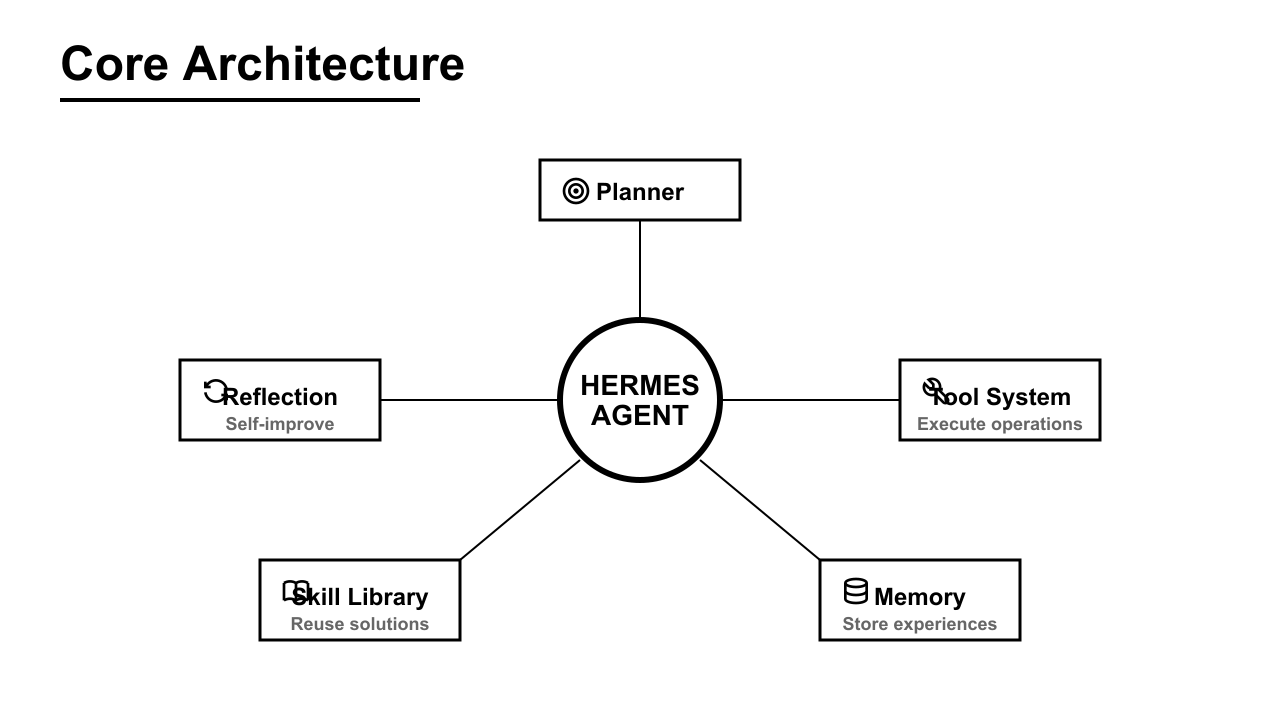 Core Architecture
Planner
HERMES
AGENT
Reflection
Self-improve
Tool System
Execute operations
Skill Library
Reuse solutions
Memory
Store experiences